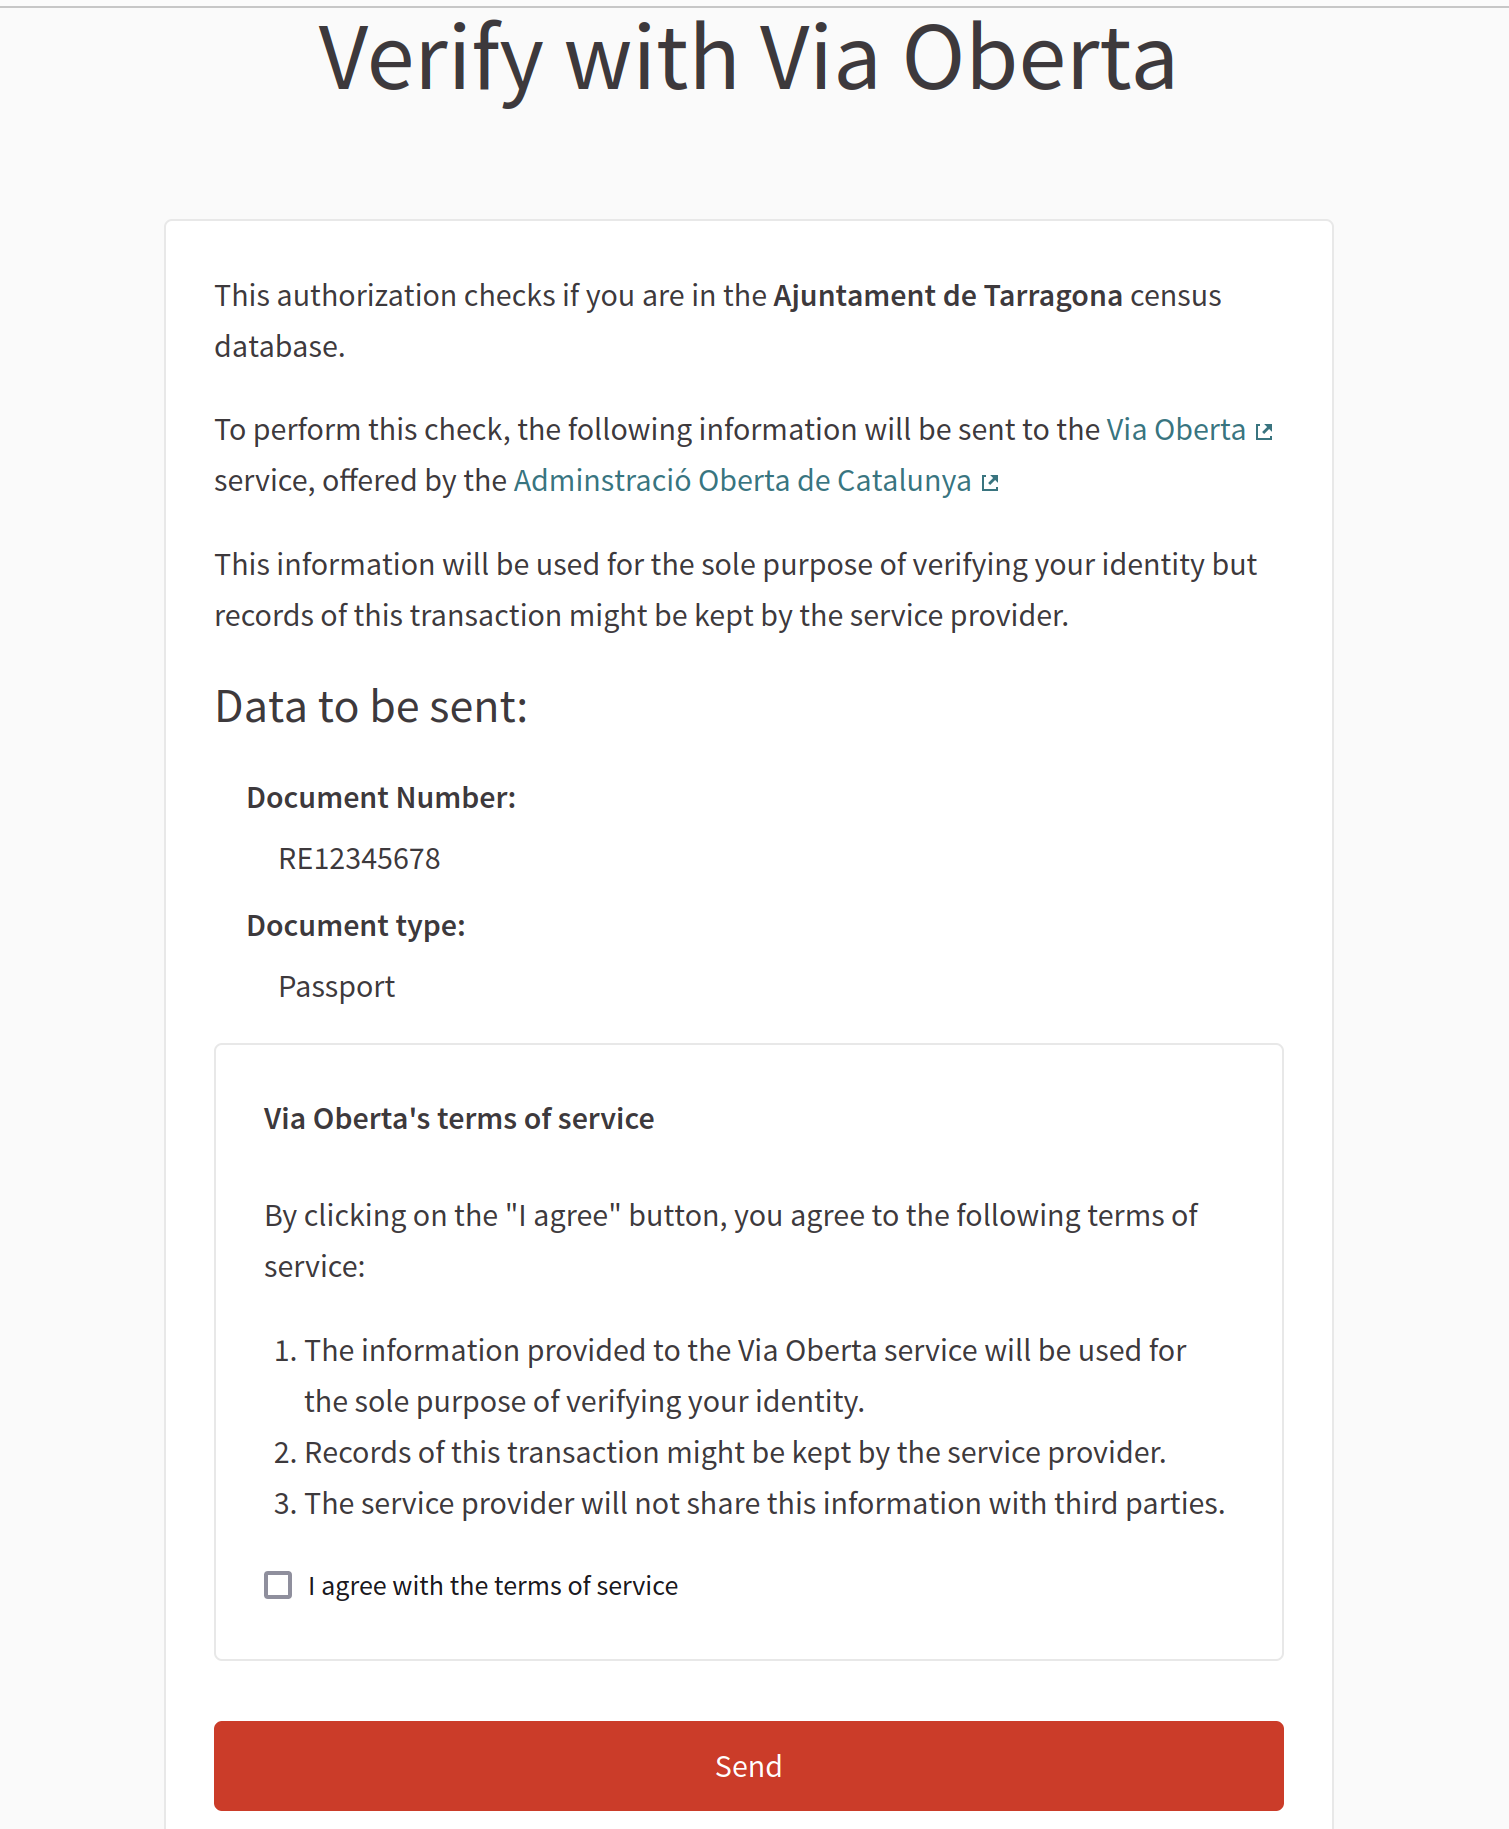 Verify with Via Oberta
This authorization checks if you are in the Ajuntament de Tarragona census
database.
To perform this check, the following information will be sent to the Via Oberta
service, offered by the Adminstració Oberta de Catalunya
This information will be used for the sole purpose of verifying your identity but
records of this transaction might be kept by the service provider.
Data to be sent:
Document Number:
RE12345678
Document type:
Passport
Via Oberta's terms of service
By clicking on the "I agree" button, you agree to the following terms of
service:
1. The information provided to the Via Oberta service will be used for
the sole purpose of verifying your identity.
2. Records of this transaction might be kept by the service provider.
3. The service provider will not share this information with third parties.
I agree with the terms of service
Send